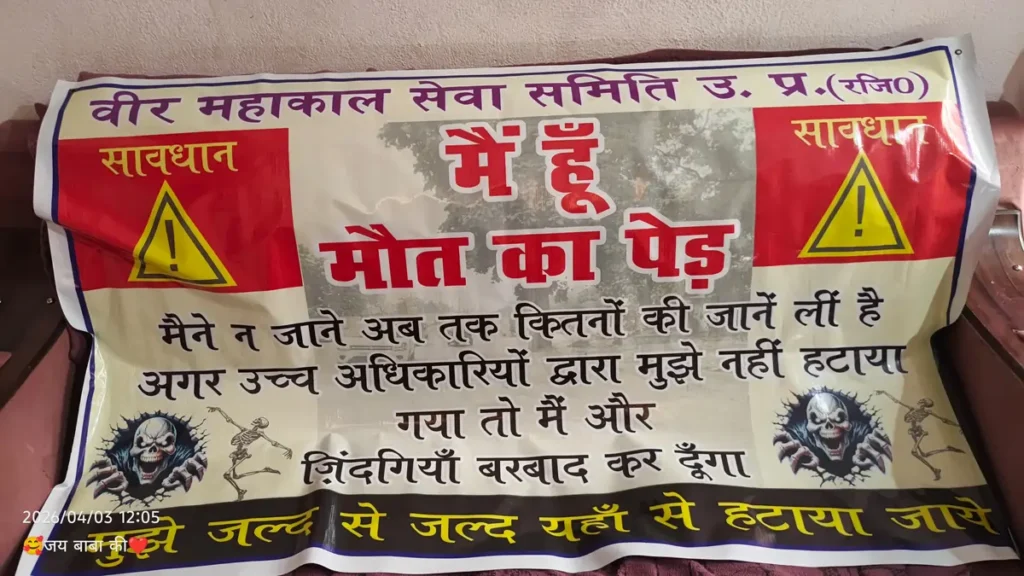 वीर महाकाल सेवा समिति उ. प्र.(रजि0)
सावधान
सावधान
मैं हूँ
मौत का पेड़
मैने न जाने अब तक कितनों की जानें लीं है
अगर उच्च अधिकारियों द्वारा मुझे नहीं हटाया
गया तो मैं और
ज़िंदगियाँ बरबाद कर दूँगा
मुझे जल्द से जल्द यहाँ से हटाया जाये
2026/04/03 12:05
🥰जय बाबा की❤️